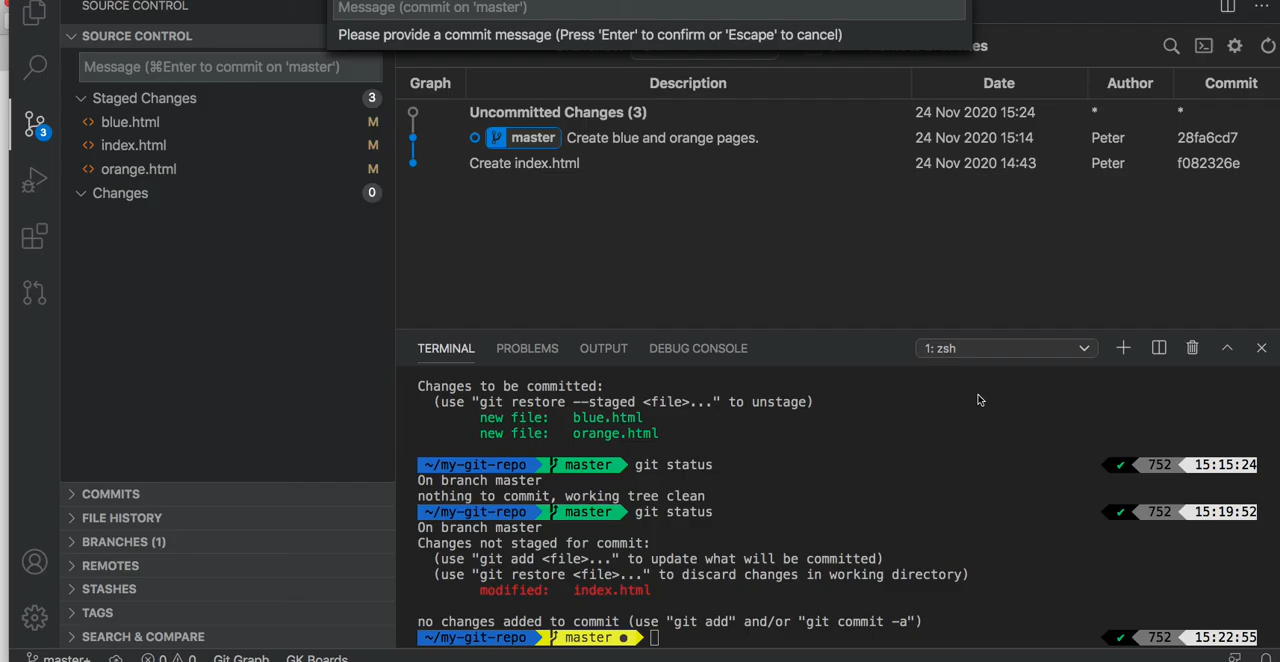 SOURCE CONTROL
Message (commit on 'master')
Please provide a commit message (Press 'Enter' to confirm or 'Escape' to cancel)
SOURCE CONTROL
Message (⌘Enter to commit on 'master')
Staged Changes 3
<> blue.html M
<> index.html M
<> orange.html M
Changes 0
3
Graph Description Date Author Commit
Uncommitted Changes (3) 24 Nov 2020 15:24 * *
master Create blue and orange pages. 24 Nov 2020 15:14 Peter 28fa6cd7
Create index.html 24 Nov 2020 14:43 Peter f082326e
TERMINAL PROBLEMS OUTPUT DEBUG CONSOLE 1: zsh
Changes to be committed:
(use "git restore --staged <file>..." to unstage)
new file: blue.html
new file: orange.html
~/my-git-repo master git status ✔ 752 15:15:24
On branch master
nothing to commit, working tree clean
~/my-git-repo master git status ✔ 752 15:19:52
On branch master
Changes not staged for commit:
(use "git add <file>..." to update what will be committed)
(use "git restore <file>..." to discard changes in working directory)
modified: index.html
no changes added to commit (use "git add" and/or "git commit -a")
~/my-git-repo master ● ✔ 752 15:22:55
COMMITS
FILE HISTORY
BRANCHES (1)
REMOTES
STASHES
TAGS
SEARCH & COMPARE
master+ 0 0 Git Graph GK Boards